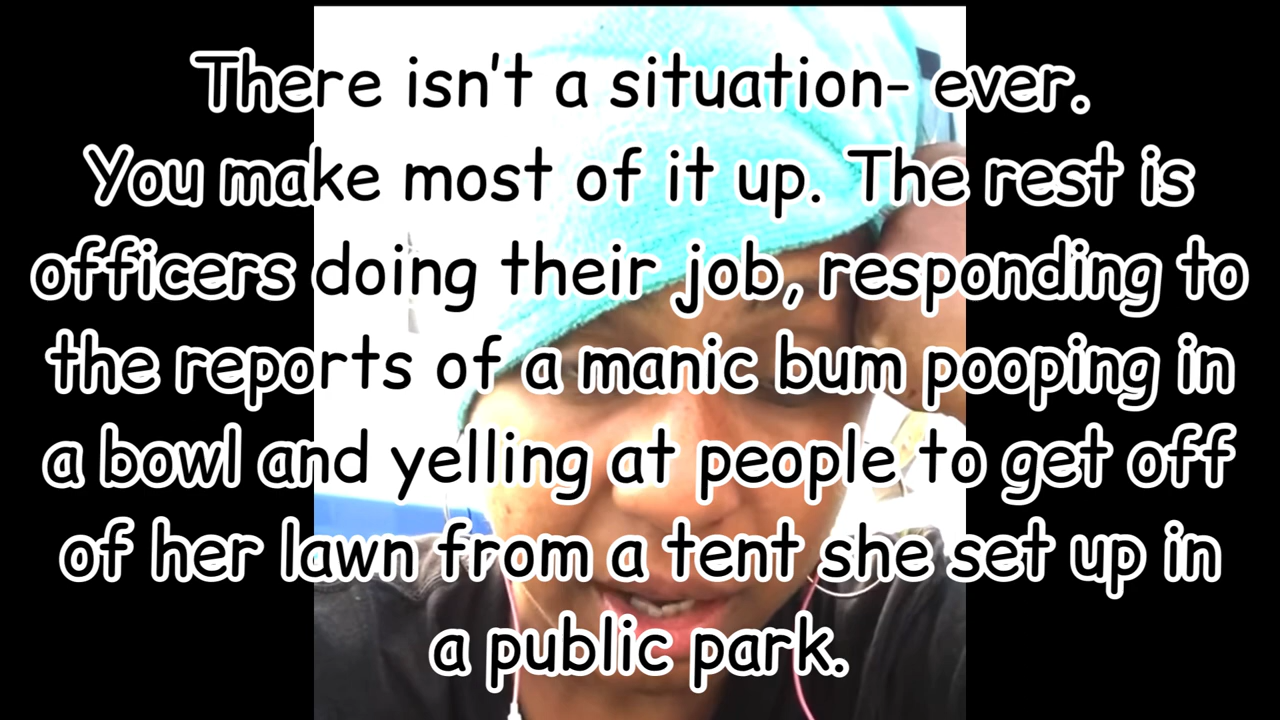 There isn't a situation- ever.
You make most of it up. The rest is
officers doing their job, responding to
the reports of a manic bum pooping in
a bowl and yelling at people to get off
of her lawn from a tent she set up in
a public park.